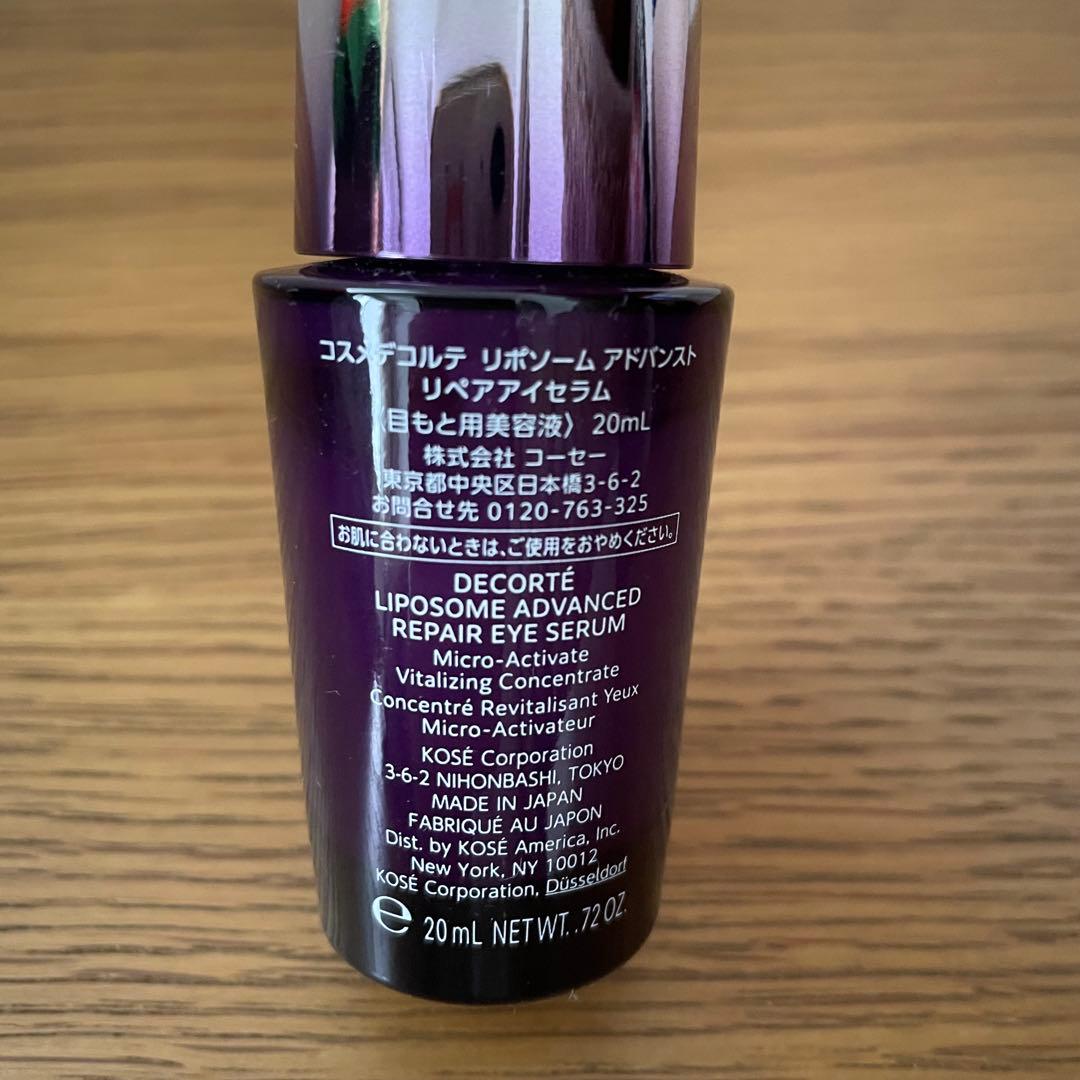 コスメデコルテ リポソーム アドバンスト
リペアアイセラム
〈目もと用美容液〉 20mL
株式会社 コーセー
東京都中央区日本橋3-6-2
お問合せ先 0120-763-325
お肌に合わないときは、ご使用をおやめください。
DECORTÉ
LIPOSOME ADVANCED
REPAIR EYE SERUM
Micro-Activate
Vitalizing Concentrate
Concentré Revitalisant Yeux
Micro-Activateur
KOSÉ Corporation
3-6-2 NIHONBASHI, TOKYO
MADE IN JAPAN
FABRIQUÉ AU JAPON
Dist. by KOSÉ America, Inc.
New York, NY 10012
KOSÉ Corporation, Düsseldorf
℮ 20mL NET WT. .72 OZ.